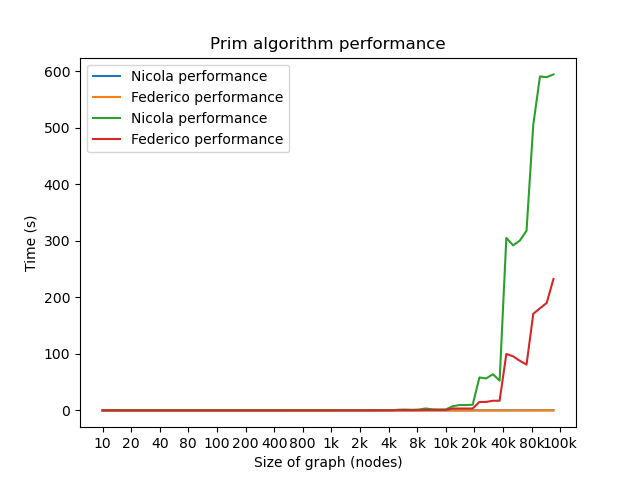 Prim algorithm performance
Nicola performance
Federico performance
Nicola performance
Federico performance
Time (s)
600
500
400
300
200
100
0
10 20 40 80 100 200 400 800 1k 2k 4k 8k 10k 20k 40k 80k 100k
Size of graph (nodes)